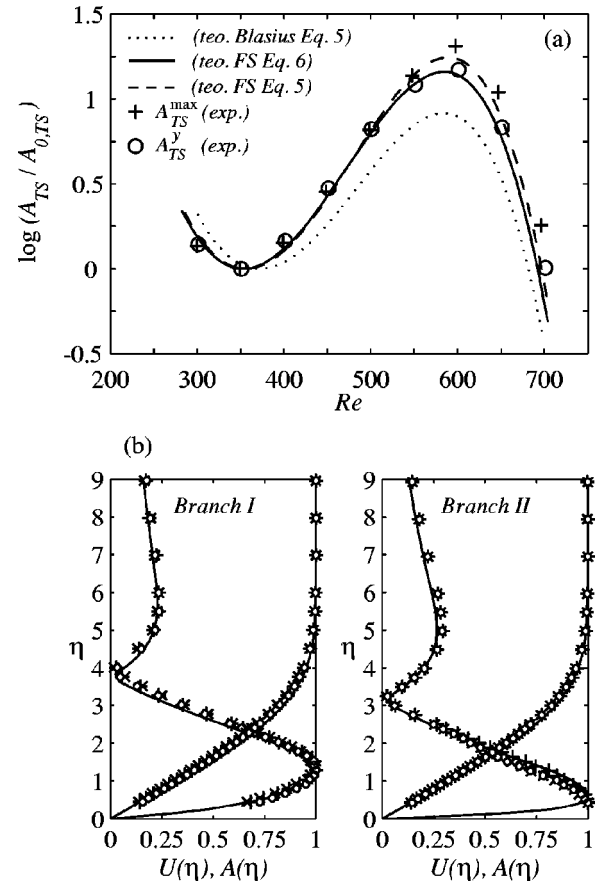 1.5
1
0.5
0
-0.5
log (A_TS / A_0,TS)
(teo. Blasius Eq. 5)
(teo. FS Eq. 6)
(teo. FS Eq. 5)
A_TS^max (exp.)
A_TS^y (exp.)
(a)
200 300 400 500 600 700
Re
(b)
Branch I
9
8
7
6
5
4
3
2
1
0
η
0 0.25 0.5 0.75 1
U(η), A(η)
Branch II
9
8
7
6
5
4
3
2
1
0
η
0 0.25 0.5 0.75 1
U(η), A(η)